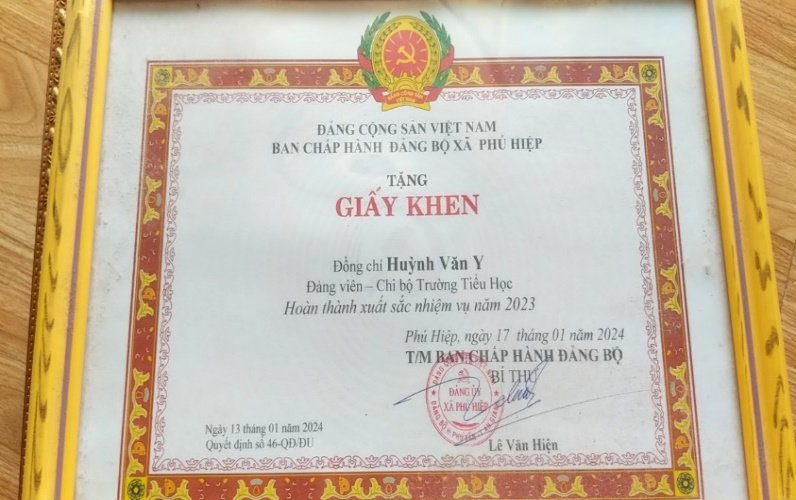 ĐẢNG CỘNG SẢN VIỆT NAM
BAN CHẤP HÀNH ĐẢNG BỘ XÃ PHÚ HIỆP
TẶNG
GIẤY KHEN
Đồng chí Huỳnh Văn Y
Đảng viên – Chi bộ Trường Tiểu Học
Hoàn thành xuất sắc nhiệm vụ năm 2023
Phú Hiệp, ngày 17 tháng 01 năm 2024
T/M BAN CHẤP HÀNH ĐẢNG BỘ
BÍ THƯ
ĐẢNG ỦY
XÃ PHÚ HIỆP
Ngày 13 tháng 01 năm 2024
Quyết định số 46-QĐ/ĐU
Lê Văn Hiện